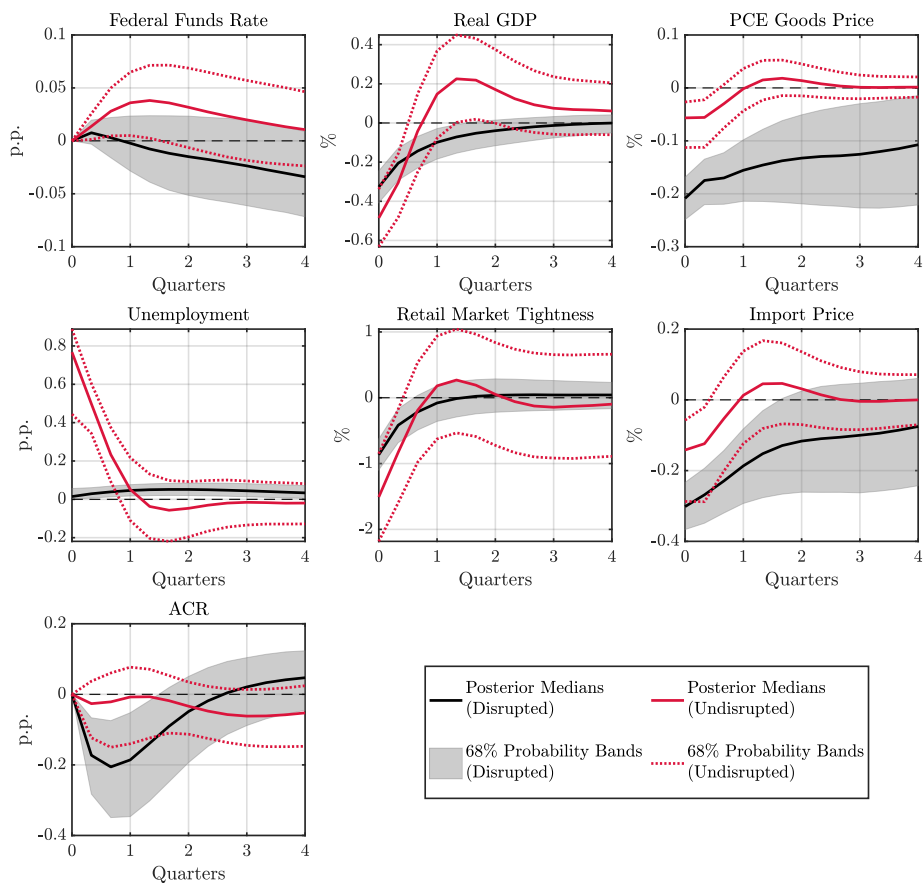 Federal Funds Rate
0.1
0.05
0
-0.05
-0.1
p.p.
0 1 2 3 4
Quarters
Real GDP
0.4
0.2
0
-0.2
-0.4
-0.6
%
0 1 2 3 4
Quarters
PCE Goods Price
0.1
0
-0.1
-0.2
-0.3
%
0 1 2 3 4
Quarters
Unemployment
0.8
0.6
0.4
0.2
0
-0.2
p.p.
0 1 2 3 4
Quarters
Retail Market Tightness
1
0
-1
-2
%
0 1 2 3 4
Quarters
Import Price
0.2
0
-0.2
-0.4
%
0 1 2 3 4
Quarters
ACR
0.2
0
-0.2
-0.4
p.p.
0 1 2 3 4
Quarters
Posterior Medians
(Disrupted)
Posterior Medians
(Undisrupted)
68% Probability Bands
(Disrupted)
68% Probability Bands
(Undisrupted)